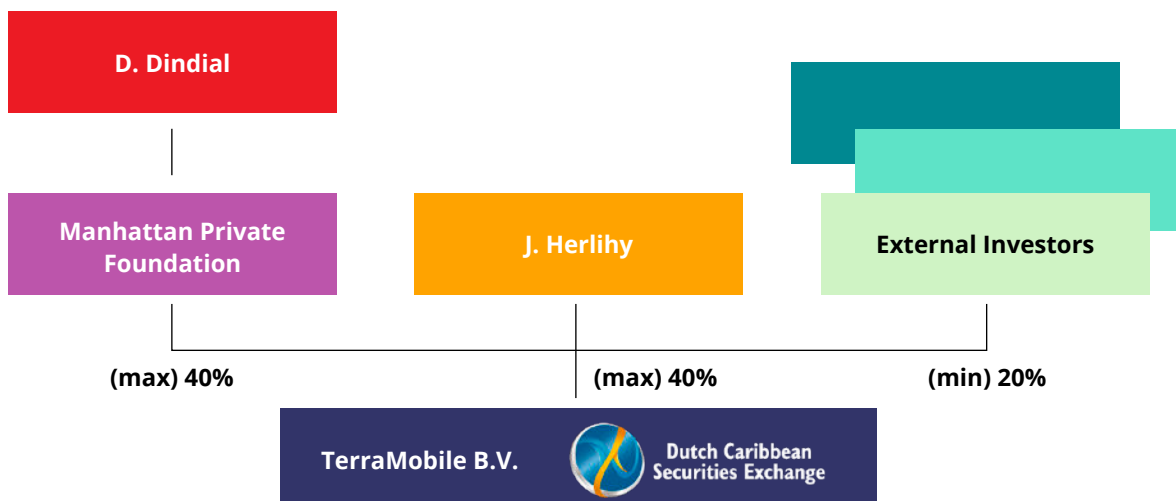 D. Dindial
Manhattan Private
Foundation
J. Herlihy
External Investors
(max) 40%
(max) 40%
(min) 20%
TerraMobile B.V.
Dutch Caribbean
Securities Exchange